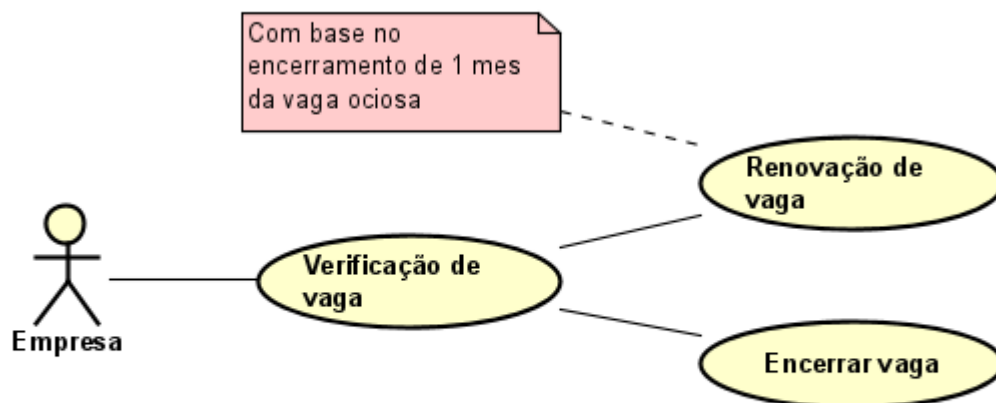 Com base no
encerramento de 1 mes
da vaga ociosa
Renovação de
vaga
Verificação de
vaga
Empresa
Encerrar vaga